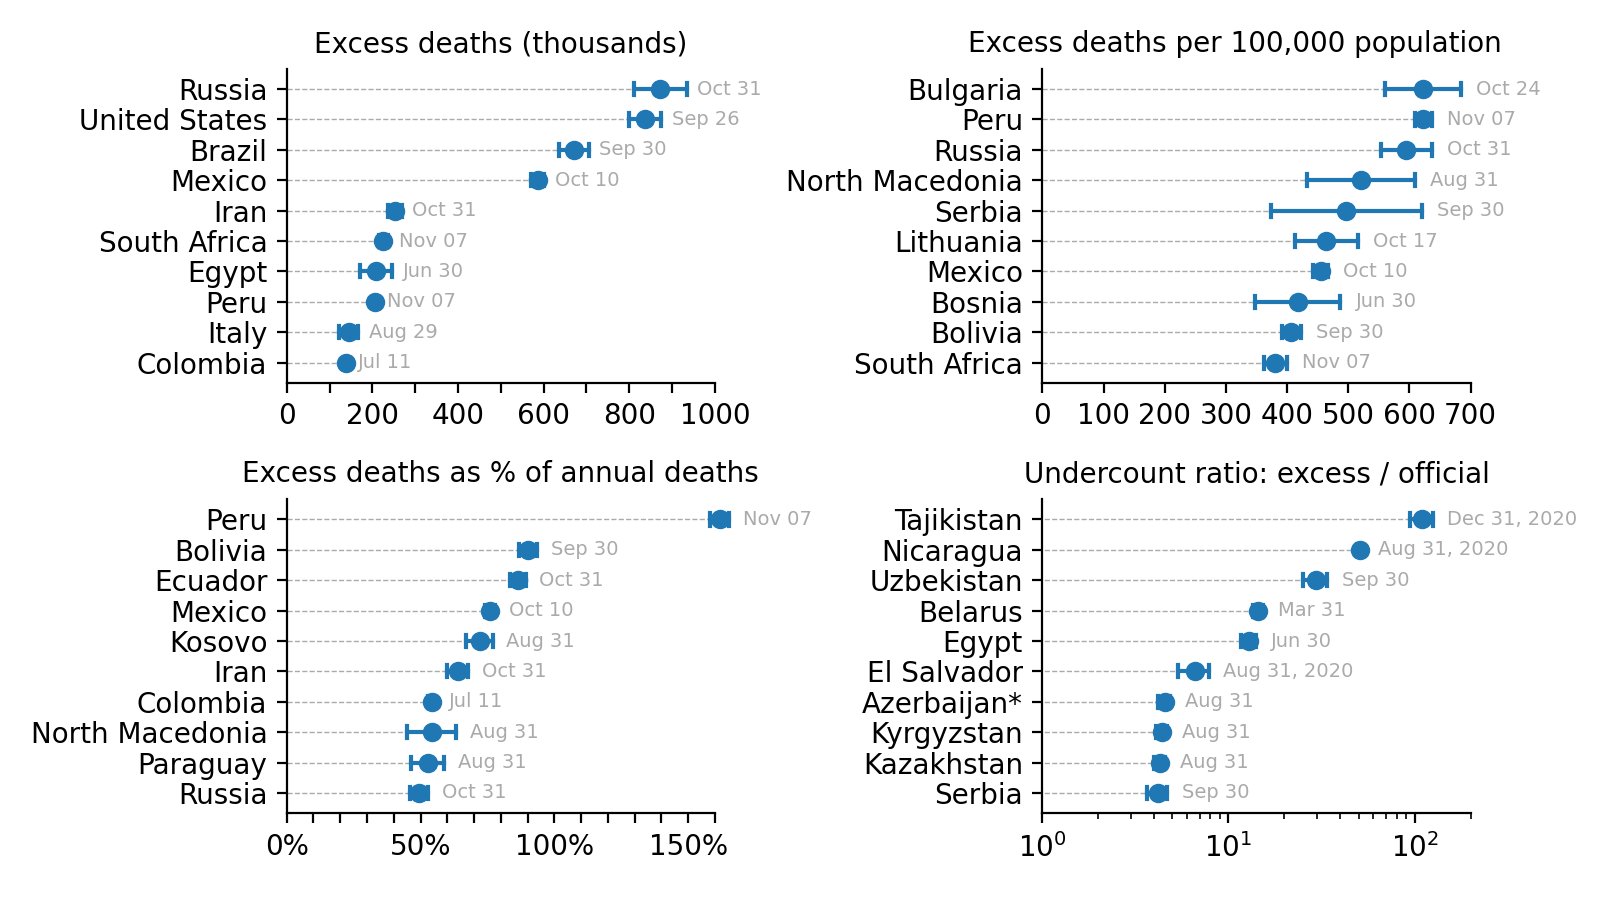 Excess deaths (thousands)
Russia Oct 31
United States Sep 26
Brazil Sep 30
Mexico Oct 10
Iran Oct 31
South Africa Nov 07
Egypt Jun 30
Peru Nov 07
Italy Aug 29
Colombia Jul 11
0 200 400 600 800 1000
Excess deaths per 100,000 population
Bulgaria Oct 24
Peru Nov 07
Russia Oct 31
North Macedonia Aug 31
Serbia Sep 30
Lithuania Oct 17
Mexico Oct 10
Bosnia Jun 30
Bolivia Sep 30
South Africa Nov 07
0 100 200 300 400 500 600 700
Excess deaths as % of annual deaths
Peru Nov 07
Bolivia Sep 30
Ecuador Oct 31
Mexico Oct 10
Kosovo Aug 31
Iran Oct 31
Colombia Jul 11
North Macedonia Aug 31
Paraguay Aug 31
Russia Oct 31
0% 50% 100% 150%
Undercount ratio: excess / official
Tajikistan Dec 31, 2020
Nicaragua Aug 31, 2020
Uzbekistan Sep 30
Belarus Mar 31
Egypt Jun 30
El Salvador Aug 31, 2020
Azerbaijan* Aug 31
Kyrgyzstan Aug 31
Kazakhstan Aug 31
Serbia Sep 30
10⁰ 10¹ 10²